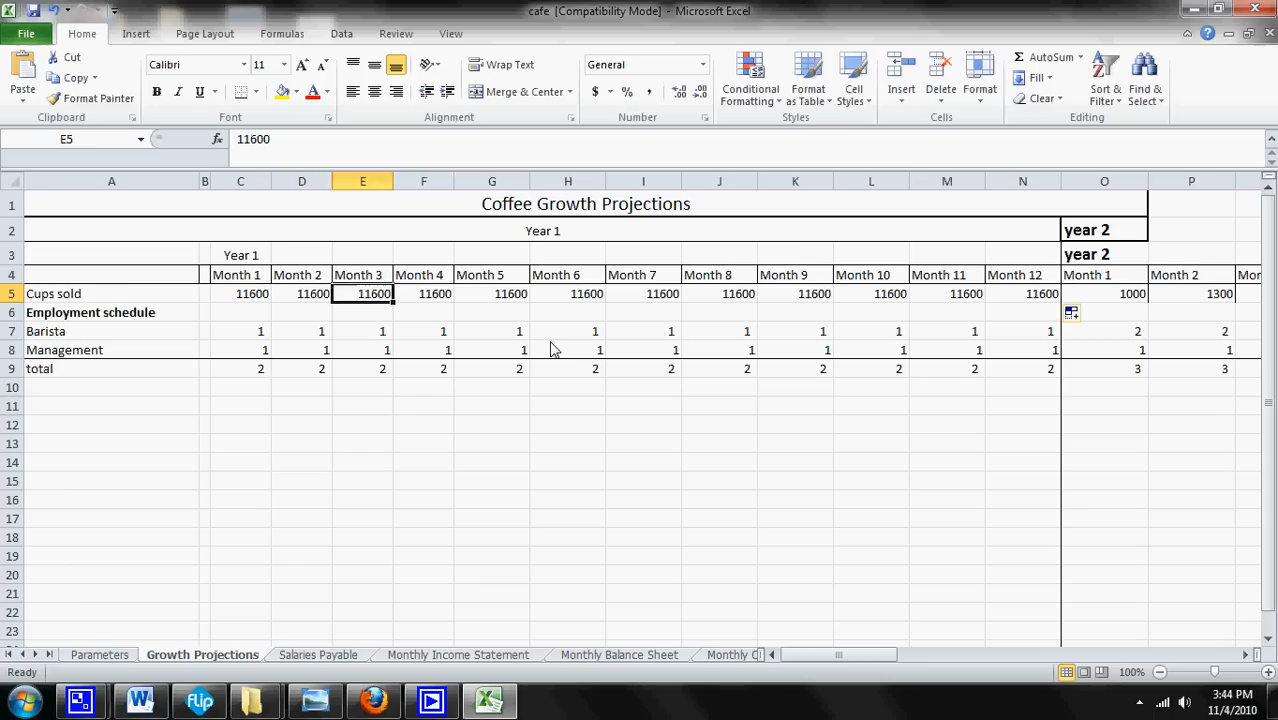 cafe [Compatibility Mode] - Microsoft Excel
File Home Insert Page Layout Formulas Data Review View
Paste Cut Copy Format Painter Clipboard
Calibri 11 B I U Font
Wrap Text Merge & Center Alignment
General $ % , Number
Conditional Formatting Format as Table Cell Styles Styles
Insert Delete Format Cells
Σ AutoSum Fill Clear Sort & Filter Find & Select Editing
E5 fx 11600
A B C D E F G H I J K L M N O P
1 Coffee Growth Projections
2 Year 1 year 2
3 Year 1 year 2
4 Month 1 Month 2 Month 3 Month 4 Month 5 Month 6 Month 7 Month 8 Month 9 Month 10 Month 11 Month 12 Month 1 Month 2 Mor
5 Cups sold 11600 11600 11600 11600 11600 11600 11600 11600 11600 11600 11600 11600 1000 1300
6 Employment schedule
7 Barista 1 1 1 1 1 1 1 1 1 1 1 1 2 2
8 Management 1 1 1 1 1 1 1 1 1 1 1 1 1 1
9 total 2 2 2 2 2 2 2 2 2 2 2 2 3 3
10
11
12
13
14
15
16
17
18
19
20
21
22
23
Parameters Growth Projections Salaries Payable Monthly Income Statement Monthly Balance Sheet Monthly C
Ready 100%
flip
3:44 PM
11/4/2010